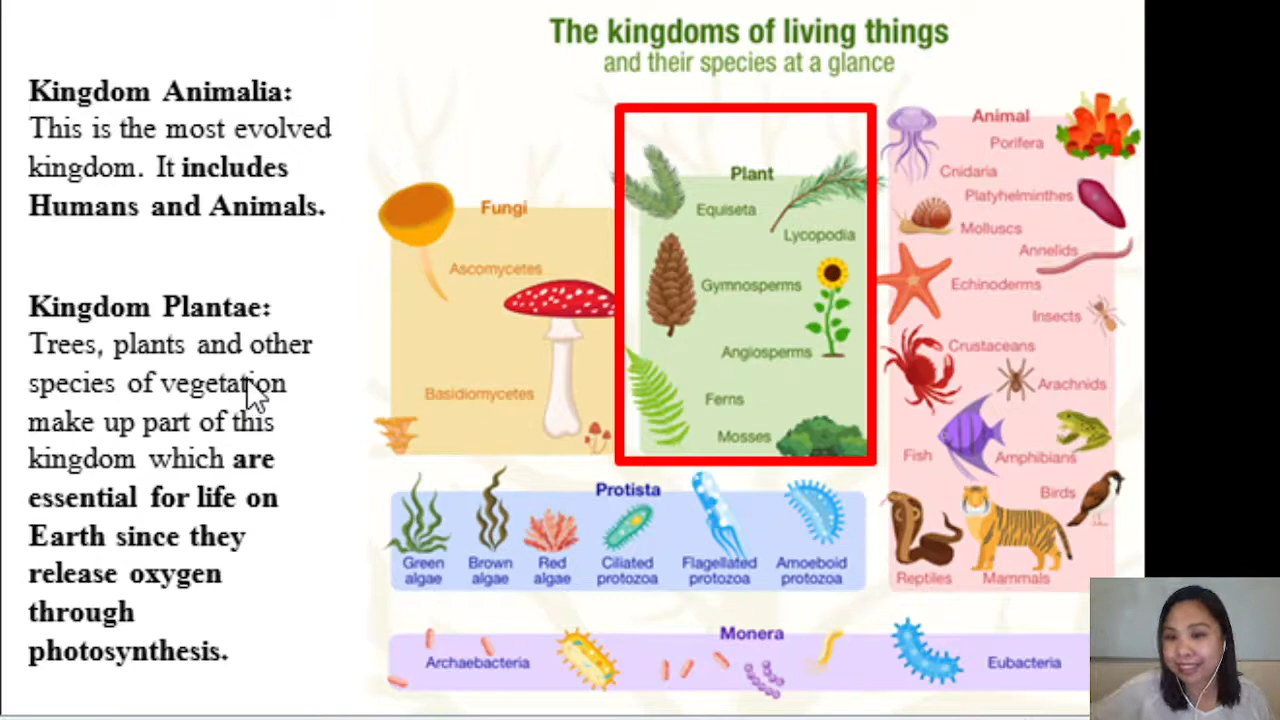 The kingdoms of living things
and their species at a glance
Kingdom Animalia:
This is the most evolved
kingdom. It includes
Humans and Animals.
Kingdom Plantae:
Trees, plants and other
species of vegetation
make up part of this
kingdom which are
essential for life on
Earth since they
release oxygen
through
photosynthesis.
Fungi
Ascomycetes
Basidiomycetes
Plant
Equiseta
Lycopodia
Gymnosperms
Angiosperms
Ferns
Mosses
Animal
Porifera
Cnidaria
Platyhelminthes
Molluscs
Annelids
Echinoderms
Insects
Crustaceans
Arachnids
Fish
Amphibians
Birds
Reptiles
Mammals
Protista
Green
algae
Brown
algae
Red
algae
Ciliated
protozoa
Flagellated
protozoa
Amoeboid
protozoa
Monera
Archaebacteria
Eubacteria